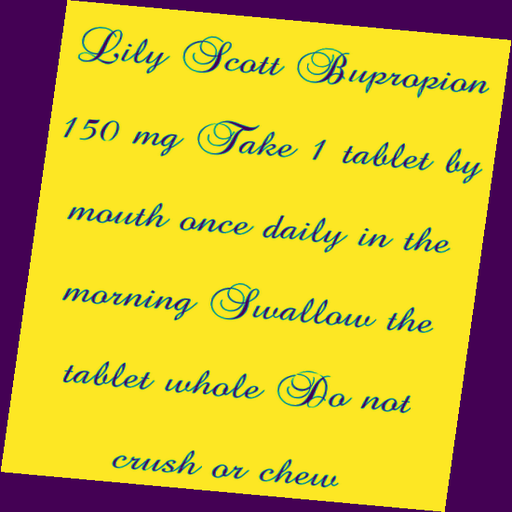 Lily Scott Bupropion
150 mg Take 1 tablet by
mouth once daily in the
morning Swallow the
tablet whole Do not
crush or chew